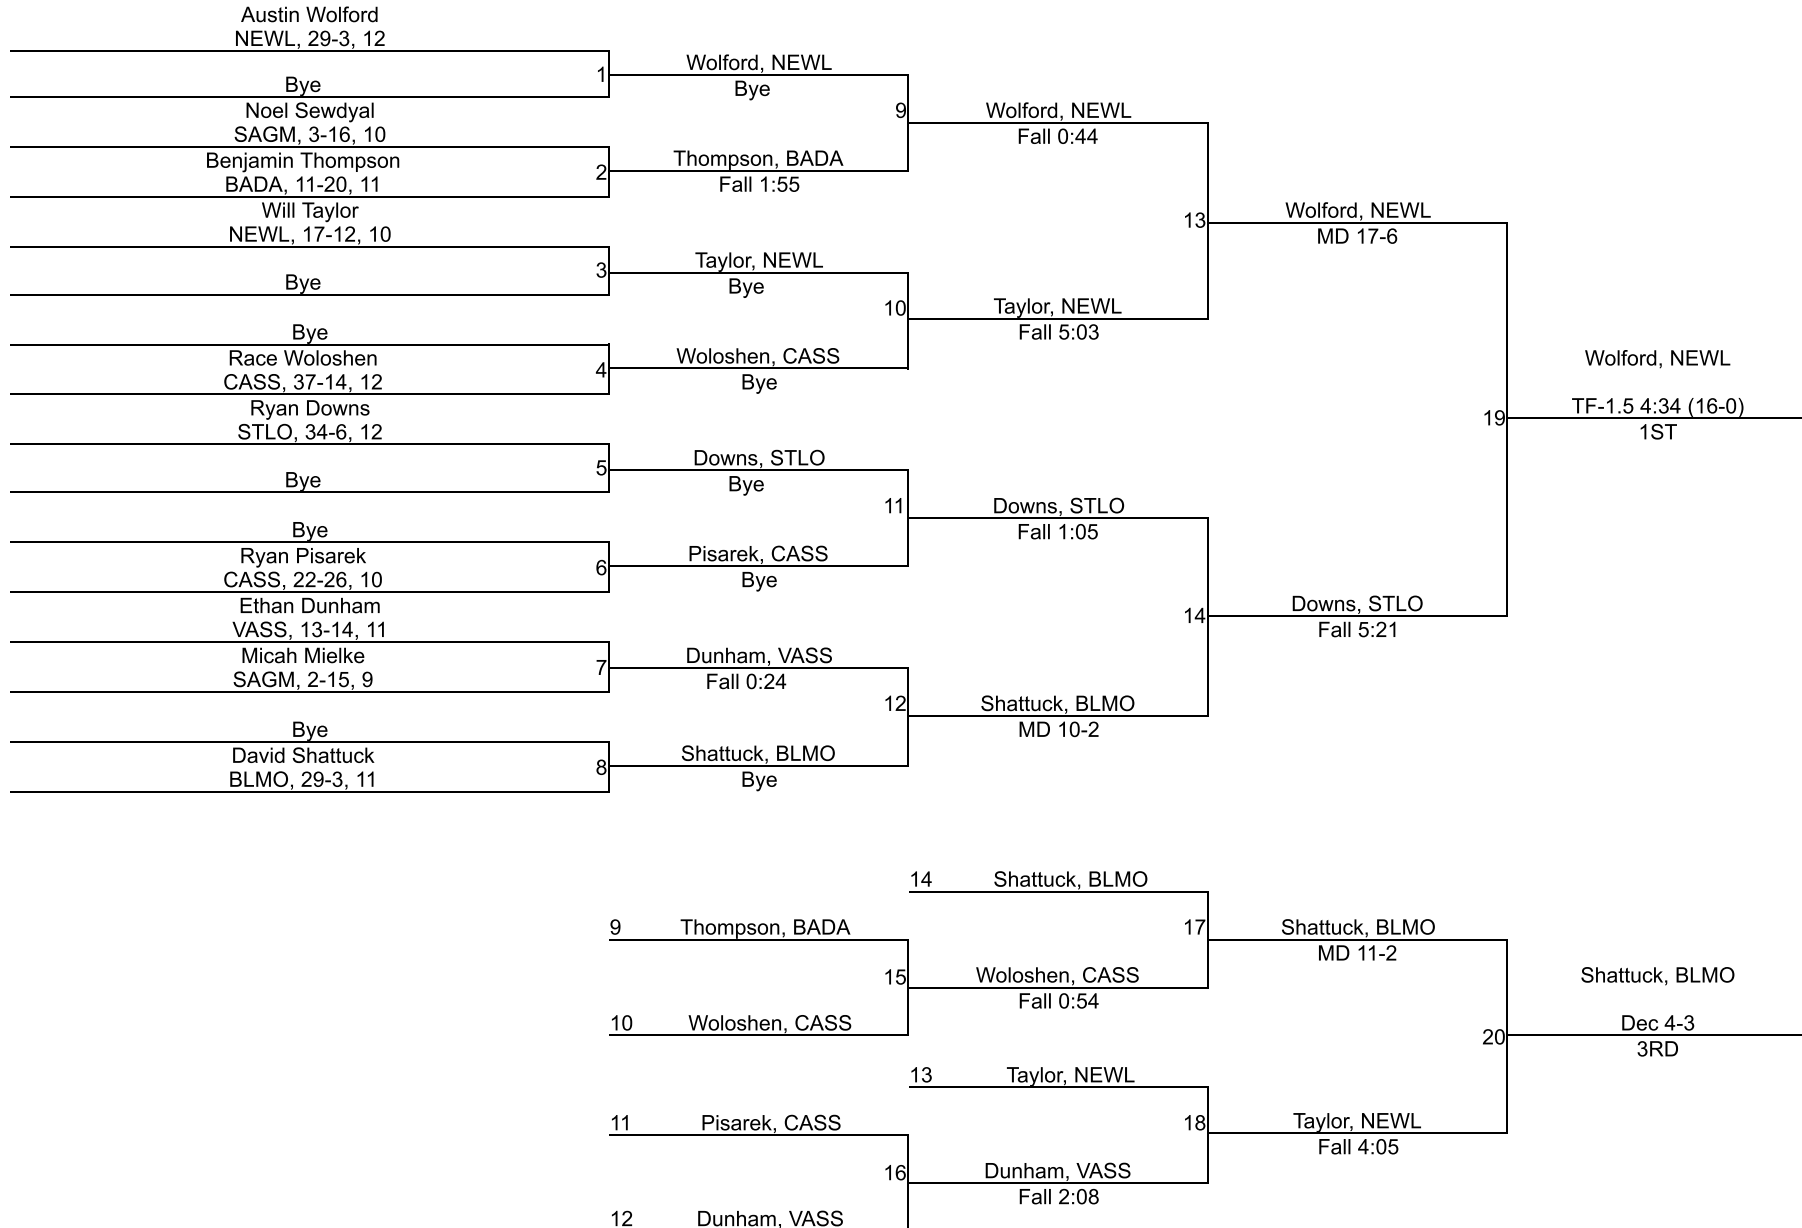 Austin Wolford
NEWL, 29-3, 12
Bye
1
Noel Sewdyal
SAGM, 3-16, 10
Benjamin Thompson
BADA, 11-20, 11
2
Will Taylor
NEWL, 17-12, 10
Bye
3
Bye
Race Woloshen
CASS, 37-14, 12
4
Ryan Downs
STLO, 34-6, 12
Bye
5
Bye
Ryan Pisarek
CASS, 22-26, 10
6
Ethan Dunham
VASS, 13-14, 11
Micah Mielke
SAGM, 2-15, 9
7
Bye
David Shattuck
BLMO, 29-3, 11
8
Wolford, NEWL
Bye
9
Thompson, BADA
Fall 1:55
Taylor, NEWL
Bye
10
Woloshen, CASS
Bye
Downs, STLO
Bye
11
Pisarek, CASS
Bye
Dunham, VASS
Fall 0:24
12
Shattuck, BLMO
Bye
Wolford, NEWL
Fall 0:44
13
Taylor, NEWL
Fall 5:03
Downs, STLO
Fall 1:05
14
Shattuck, BLMO
MD 10-2
Wolford, NEWL
MD 17-6
19
Downs, STLO
Fall 5:21
Wolford, NEWL
TF-1.5 4:34 (16-0)
1ST
9 Thompson, BADA
15
10 Woloshen, CASS
11 Pisarek, CASS
16
12 Dunham, VASS
14 Shattuck, BLMO
17
Woloshen, CASS
Fall 0:54
13 Taylor, NEWL
18
Dunham, VASS
Fall 2:08
Shattuck, BLMO
MD 11-2
20
Taylor, NEWL
Fall 4:05
Shattuck, BLMO
Dec 4-3
3RD